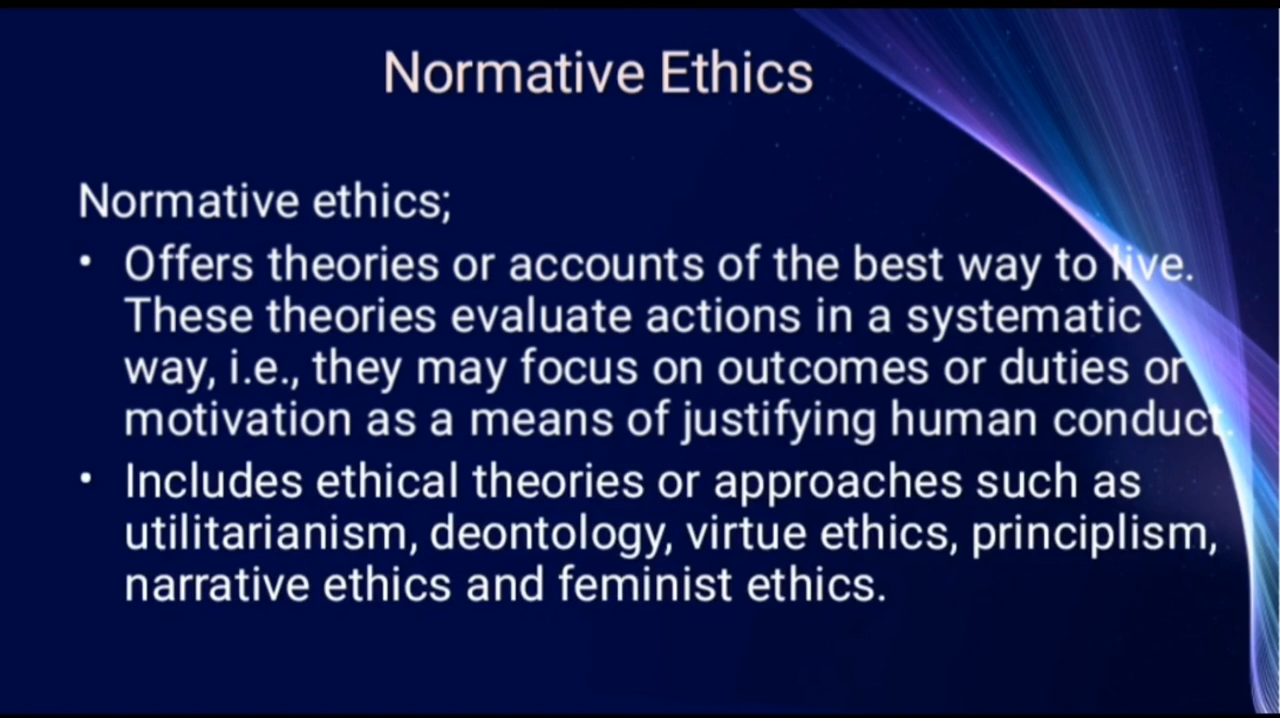 Normative Ethics
Normative ethics;
• Offers theories or accounts of the best way to live.
These theories evaluate actions in a systematic
way, i.e., they may focus on outcomes or duties or
motivation as a means of justifying human conduct.
• Includes ethical theories or approaches such as
utilitarianism, deontology, virtue ethics, principlism,
narrative ethics and feminist ethics.